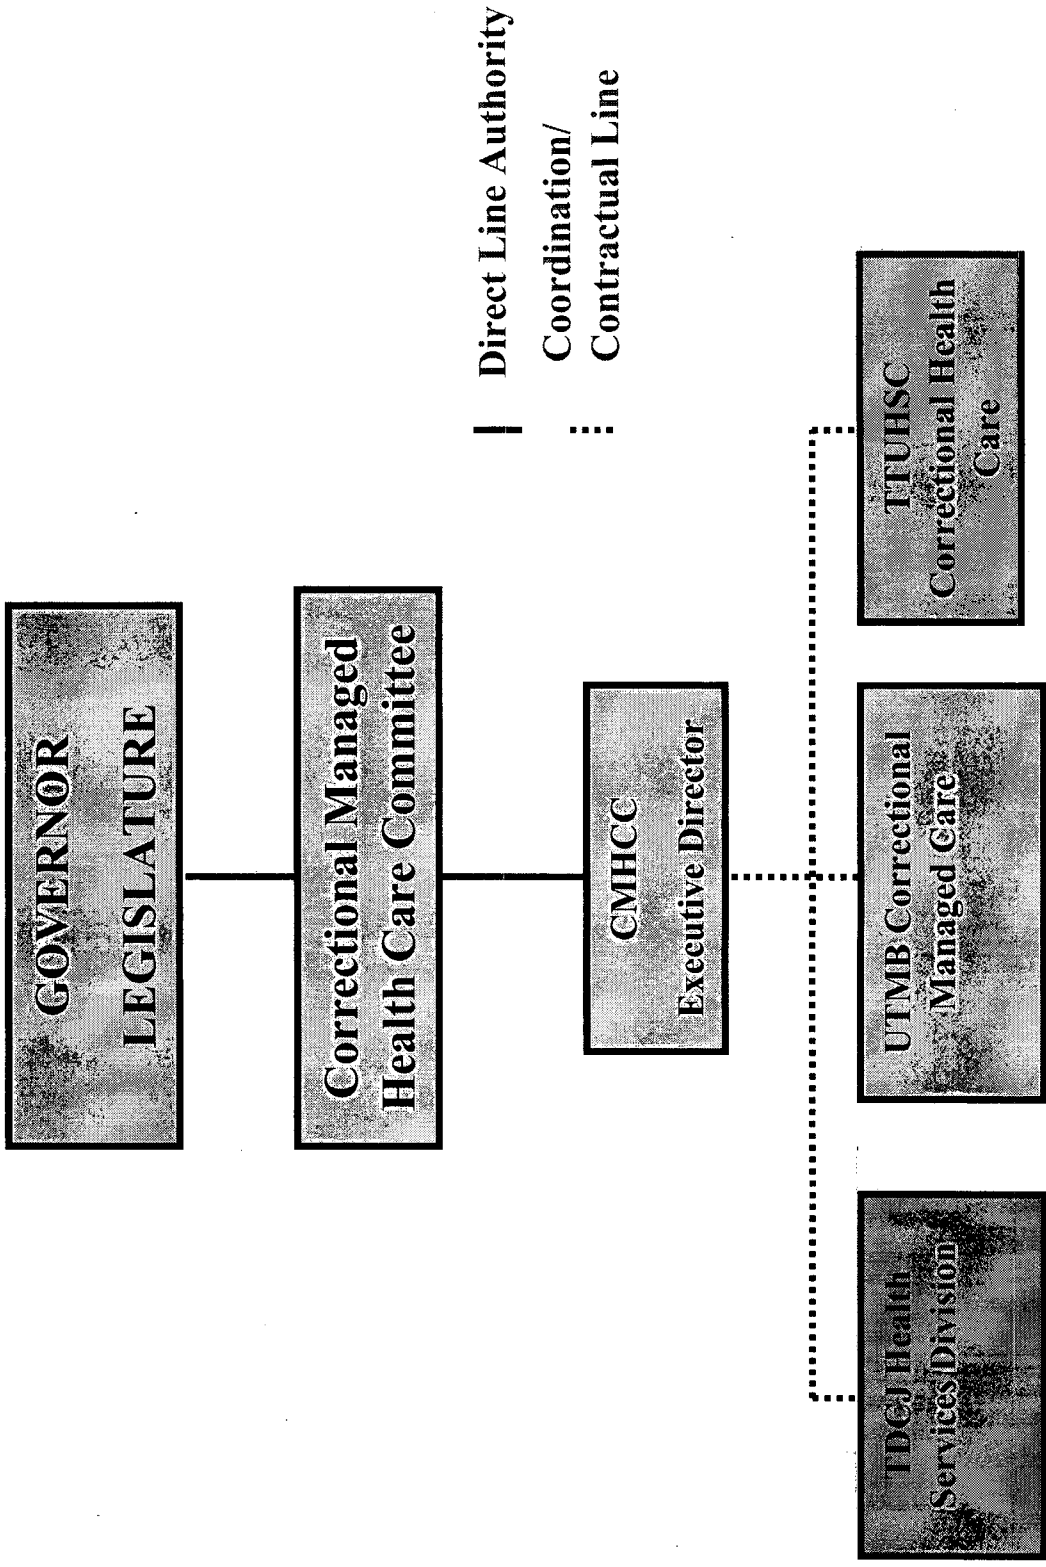 GOVERNOR
LEGISLATURE
Correctional Managed
Health Care Committee
CMHCC
Executive Director
Direct Line Authority
Coordination/
Contractual Line
TDCJ Health
Services Division
UTMB Correctional
Managed Care
TTUHSC
Correctional Health
Care